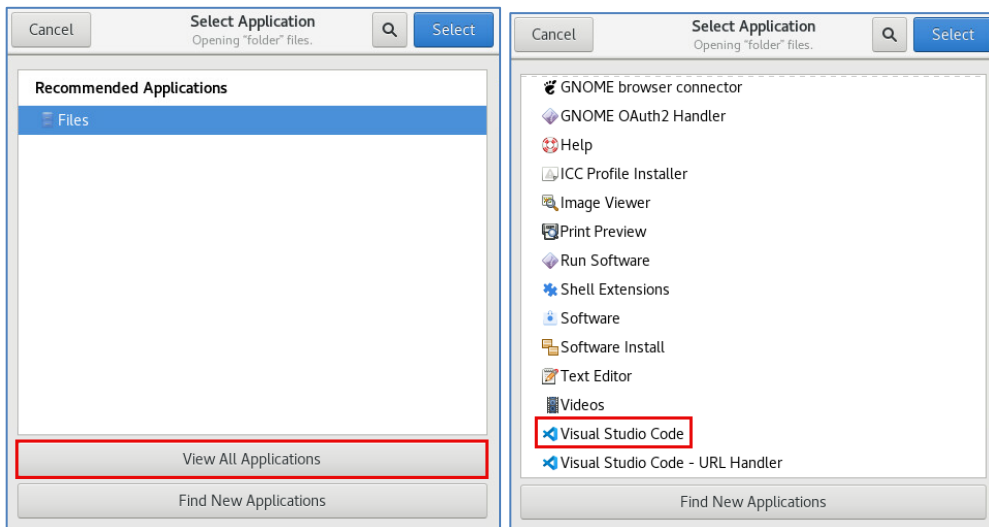 Cancel
Select Application
Opening "folder" files.
Select
Recommended Applications
Files
View All Applications
Find New Applications
Cancel
Select Application
Opening "folder" files.
Select
GNOME browser connector
GNOME OAuth2 Handler
Help
ICC Profile Installer
Image Viewer
Print Preview
Run Software
Shell Extensions
Software
Software Install
Text Editor
Videos
Visual Studio Code
Visual Studio Code - URL Handler
Find New Applications